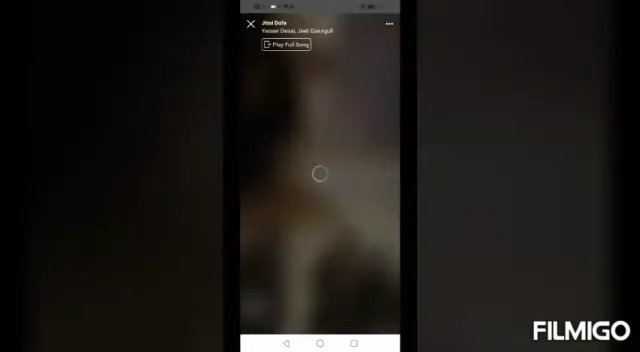 Jitni Dafa
Yasser Desai, Jeet Gannguli
Play Full Song
FILMIGO